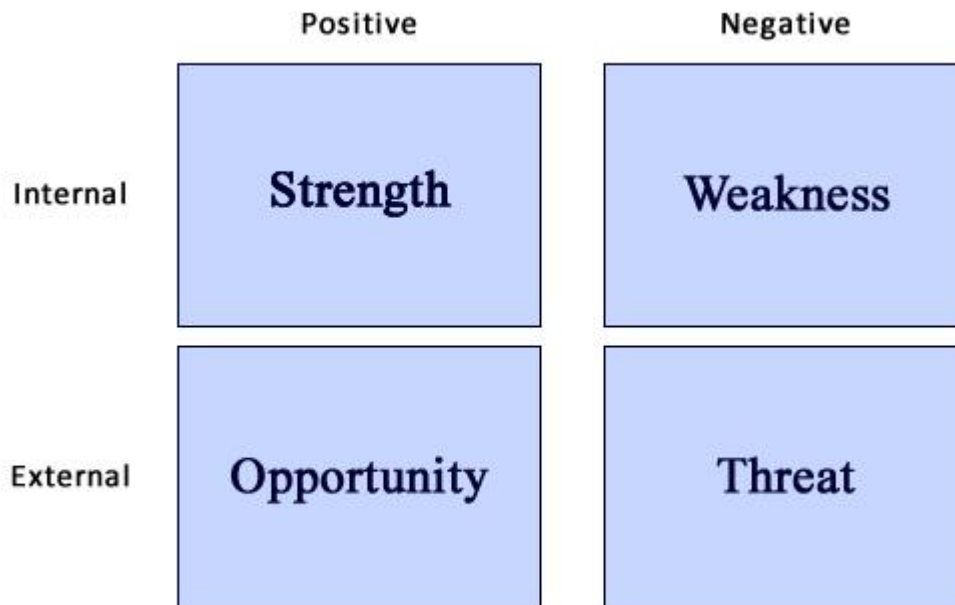 Positive Negative
Internal Strength Weakness
External Opportunity Threat